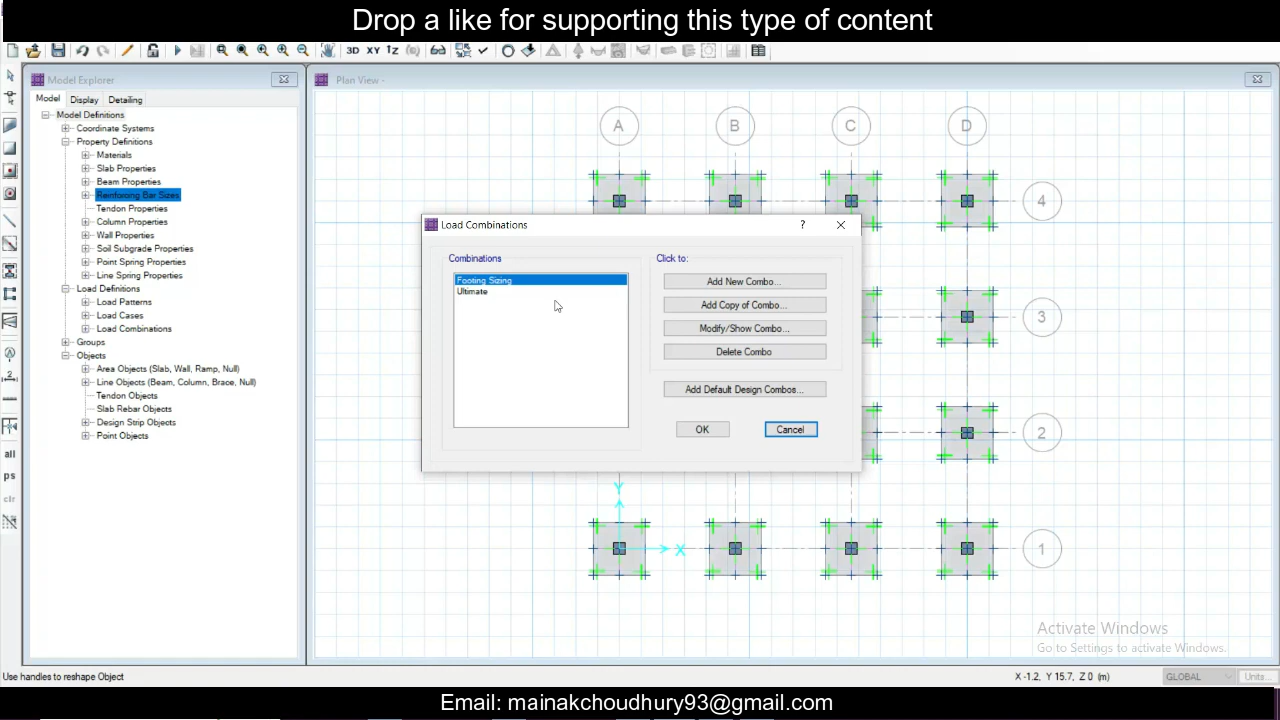 Drop a like for supporting this type of content
3D XY
Model Explorer
Plan View -
Model Display Detailing
Model Definitions
Coordinate Systems
Property Definitions
Materials
Slab Properties
Beam Properties
Reinforcing Bar Sizes
Tendon Properties
Column Properties
Wall Properties
Soil Subgrade Properties
Point Spring Properties
Line Spring Properties
Load Definitions
Load Patterns
Load Cases
Load Combinations
Groups
Objects
Area Objects (Slab, Wall, Ramp, Null)
Line Objects (Beam, Column, Brace, Null)
Tendon Objects
Slab Rebar Objects
Design Strip Objects
Point Objects
all
ps
clr
A B C D
4
3
2
1
Y
X
Load Combinations ?
Combinations
Footing Sizing
Ultimate
Click to:
Add New Combo...
Add Copy of Combo...
Modify/Show Combo...
Delete Combo
Add Default Design Combos...
OK Cancel
Activate Windows
Go to Settings to activate Windows.
Use handles to reshape Object
X -1.2, Y 15.7, Z 0 (m)
GLOBAL
Units...
Email: mainakchoudhury93@gmail.com